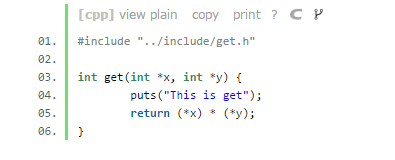 [cpp] view plain copy print ?
01. #include "../include/get.h"
02.
03. int get(int *x, int *y) {
04. puts("This is get");
05. return (*x) * (*y);
06. }